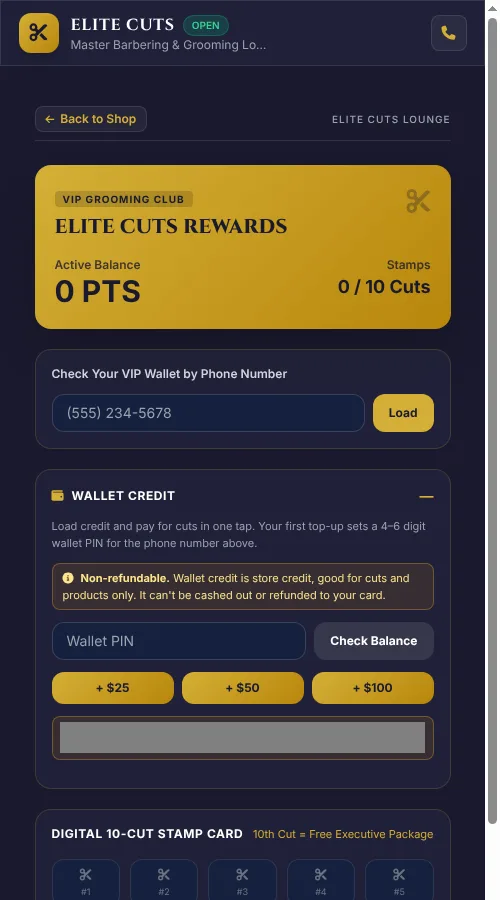 ELITE CUTS OPEN
Master Barbering & Grooming Lo...
← Back to Shop
ELITE CUTS LOUNGE
VIP GROOMING CLUB
ELITE CUTS REWARDS
Active Balance
0 PTS
Stamps
0 / 10 Cuts
Check Your VIP Wallet by Phone Number
(555) 234-5678
Load
WALLET CREDIT —
Load credit and pay for cuts in one tap. Your first top-up sets a 4–6 digit
wallet PIN for the phone number above.
Non-refundable. Wallet credit is store credit, good for cuts and
products only. It can't be cashed out or refunded to your card.
Wallet PIN
Check Balance
+ $25
+ $50
+ $100
DIGITAL 10-CUT STAMP CARD
10th Cut = Free Executive Package
#1
#2
#3
#4
#5